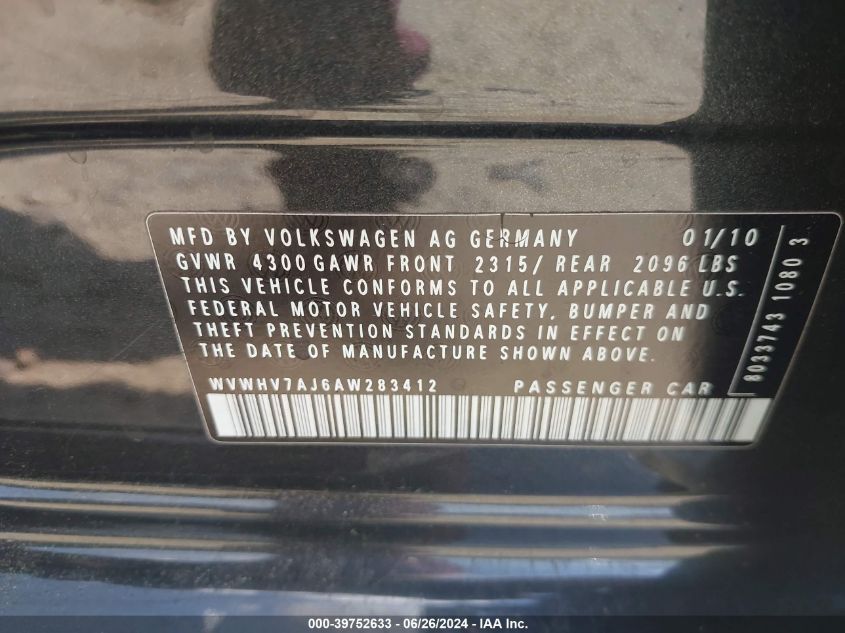 MFD BY VOLKSWAGEN AG GERMANY 01/10
GVWR 4300 GAWR FRONT 2315/ REAR 2096 LBS
THIS VEHICLE CONFORMS TO ALL APPLICABLE U.S.
FEDERAL MOTOR VEHICLE SAFETY, BUMPER AND
THEFT PREVENTION STANDARDS IN EFFECT ON
THE DATE OF MANUFACTURE SHOWN ABOVE.
WVWHV7AJ6AW283412 PASSENGER CAR
8033743 1080 3
000-39752633 - 06/26/2024 - IAA Inc.